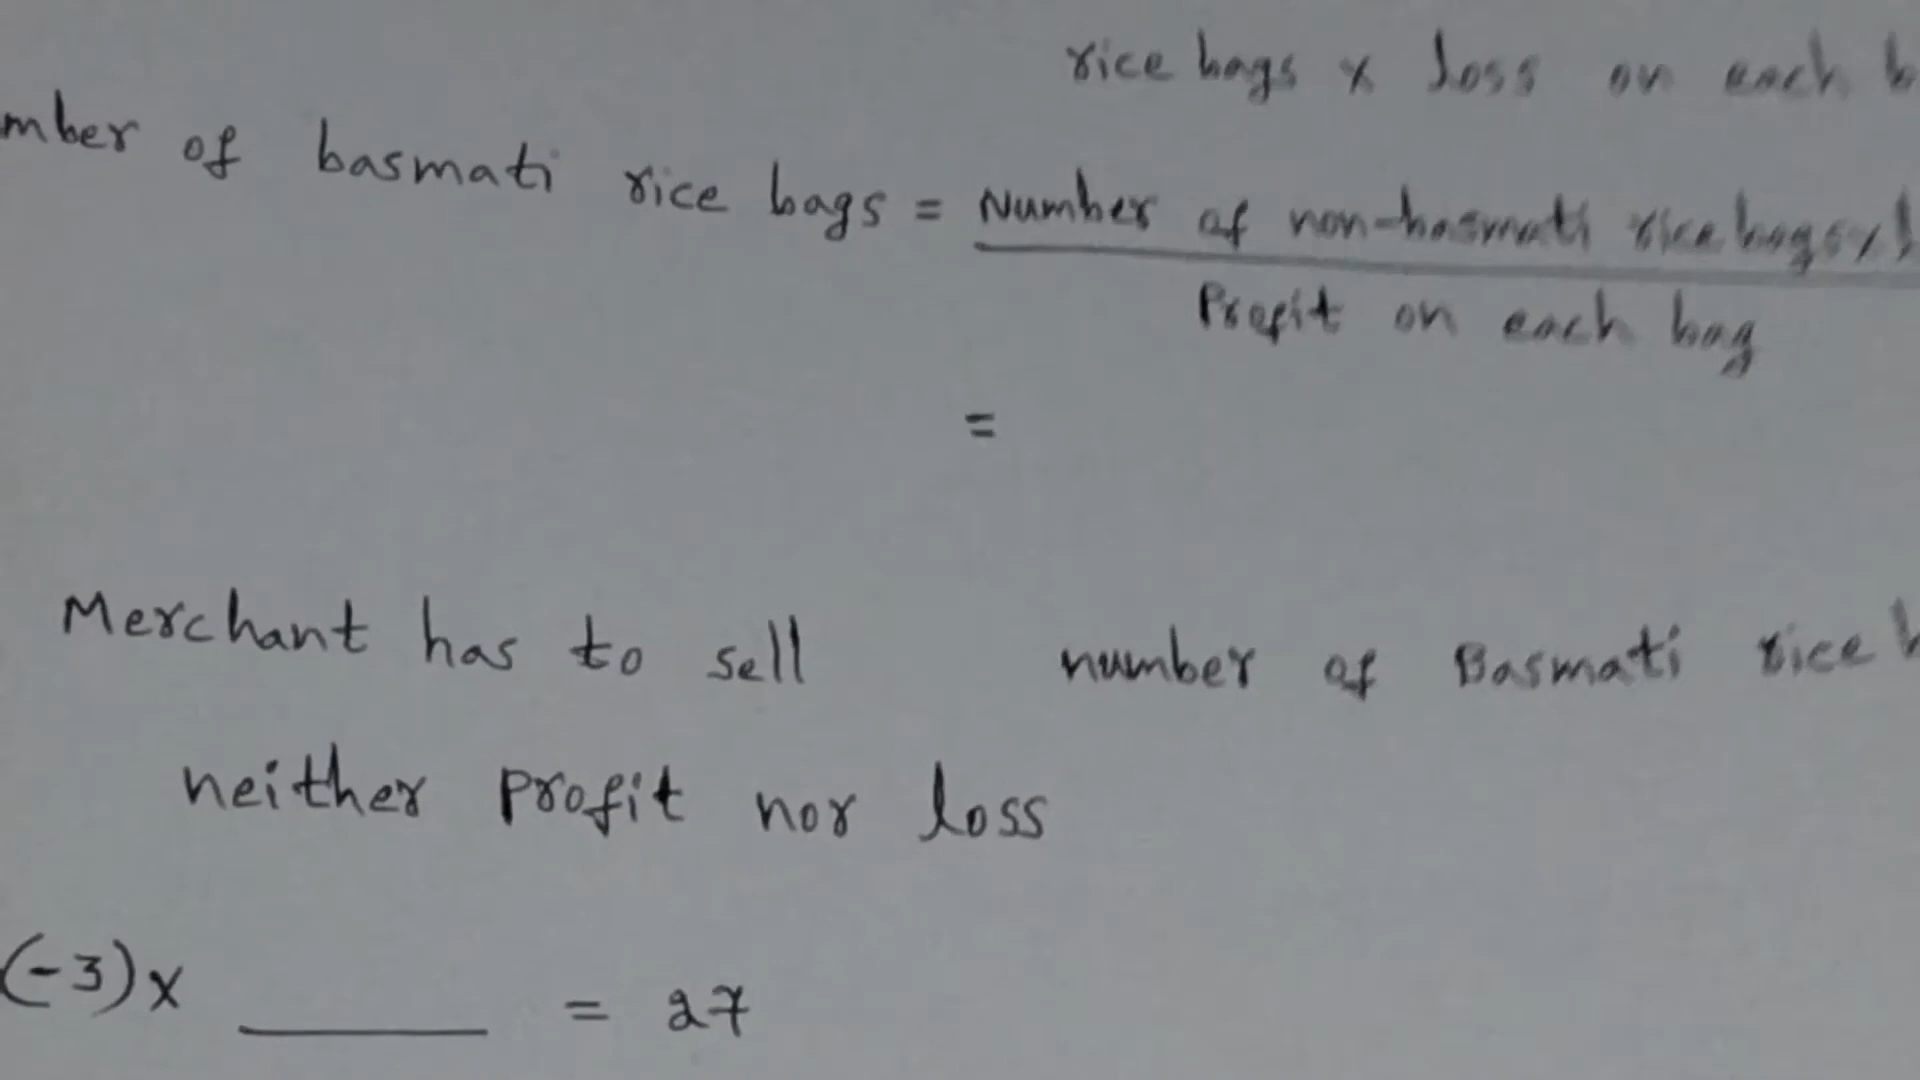 rice bags x loss on each b
mber of basmati rice bags = Number of non-basmati rice bags x l
Profit on each bag
=
Merchant has to sell number of Basmati rice b
neither profit nor loss
(-3) x ____ = 27